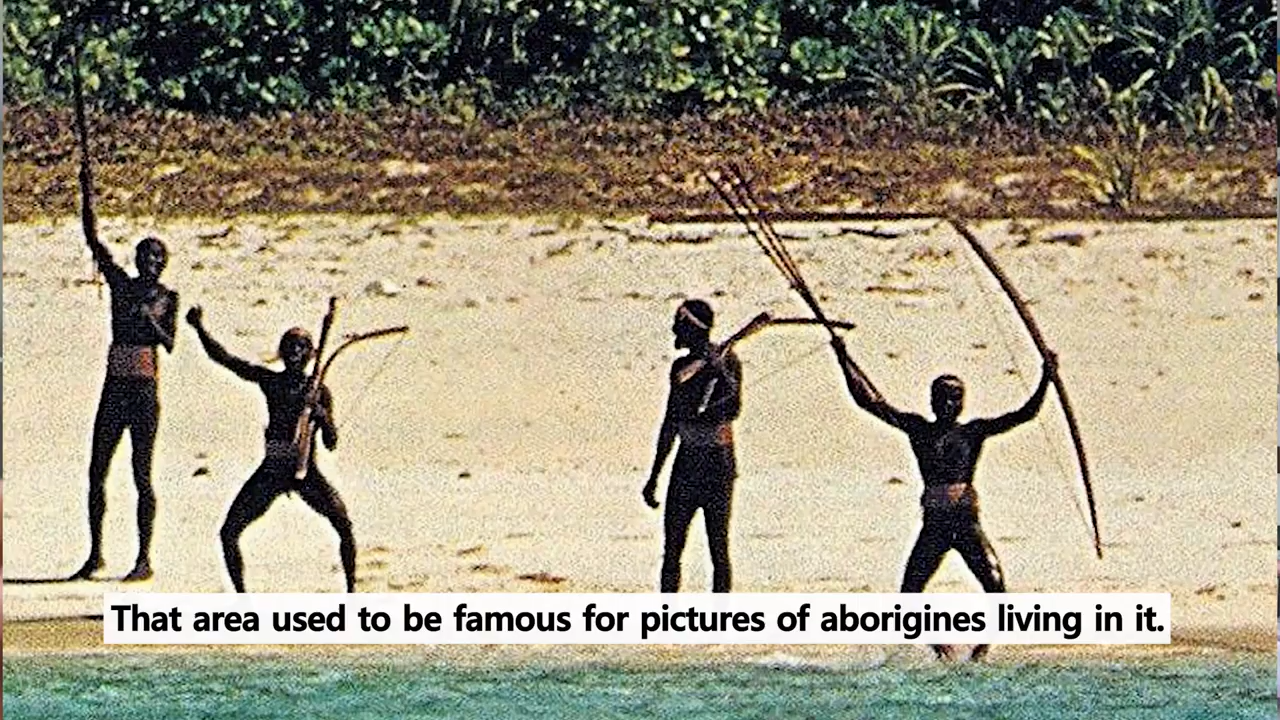 That area used to be famous for pictures of aborigines living in it.